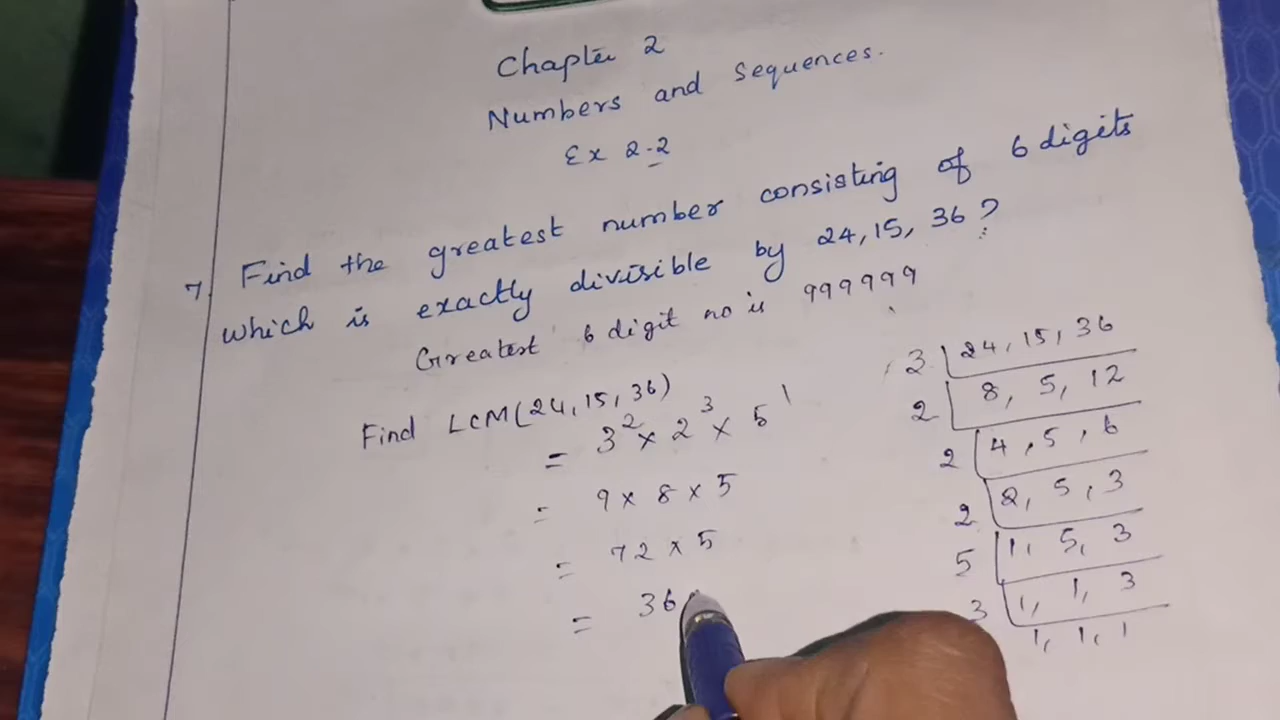 Chapter 2
Numbers and Sequences.
Ex 2.2
7. Find the greatest number consisting of 6 digits
which is exactly divisible by 24, 15, 36 ?
Greatest 6 digit no is 999999
Find LCM(24, 15, 36)
= 3² × 2³ × 5¹
= 9 × 8 × 5
= 72 × 5
= 36
3 | 24, 15, 36
2 | 8, 5, 12
2 | 4, 5, 6
2 | 2, 5, 3
5 | 1, 5, 3
3 | 1, 1, 3
1, 1, 1